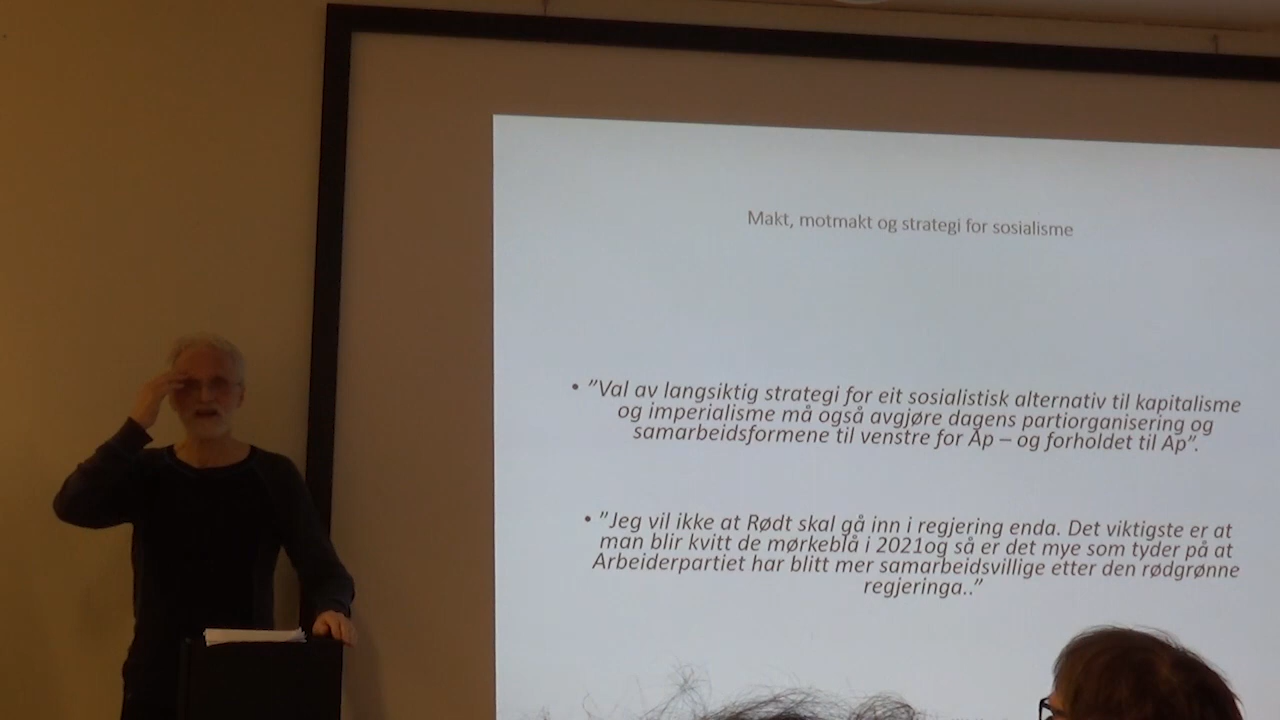 Makt, motmakt og strategi for sosialisme
• ”Val av langsiktig strategi for eit sosialistisk alternativ til kapitalisme
og imperialisme må også avgjøre dagens partiorganisering og
samarbeidsformene til venstre for Ap – og forholdet til Ap”.
• ”Jeg vil ikke at Rødt skal gå inn i regjering enda. Det viktigste er at
man blir kvitt de mørkeblå i 2021og så er det mye som tyder på at
Arbeiderpartiet har blitt mer samarbeidsvillige etter den rødgrønne
regjeringa..”